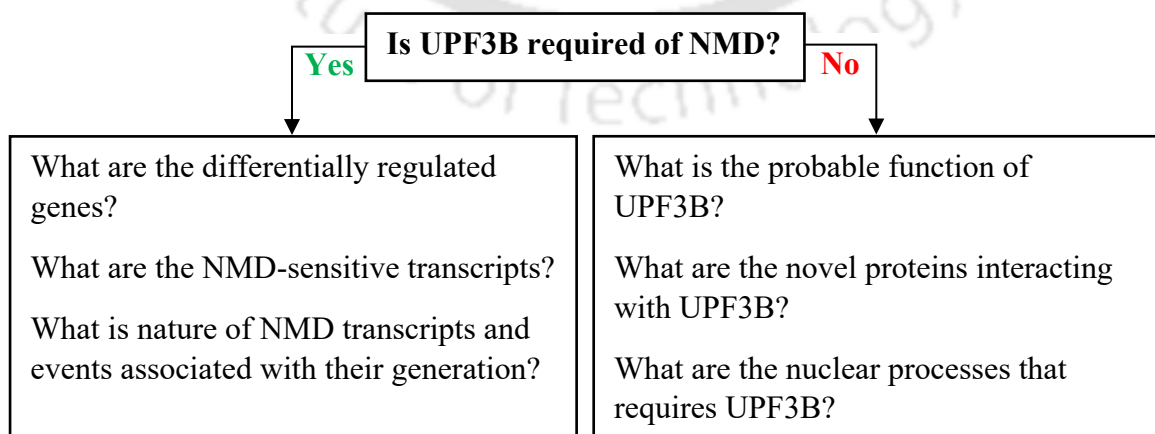 Is UPF3B required of NMD?
Yes
No
What are the differentially regulated
genes?
What are the NMD-sensitive transcripts?
What is nature of NMD transcripts and
events associated with their generation?
What is the probable function of
UPF3B?
What are the novel proteins interacting
with UPF3B?
What are the nuclear processes that
requires UPF3B?
of Technology